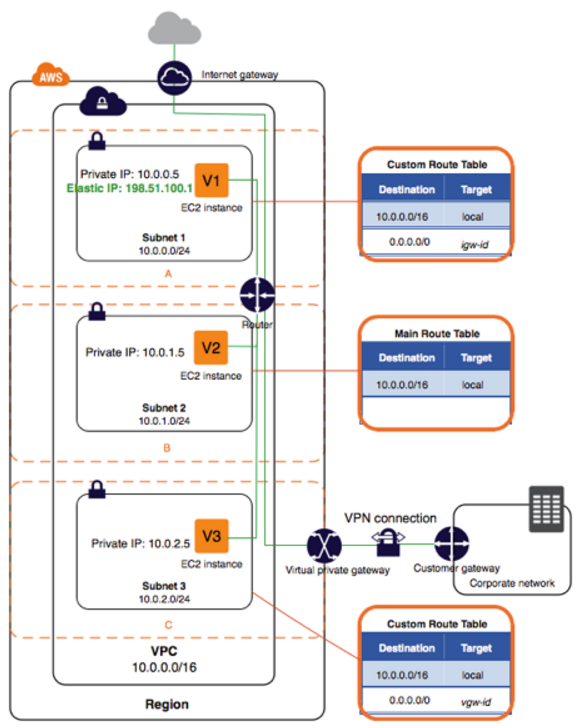 Internet gateway
AWS
Private IP: 10.0.0.5
Elastic IP: 198.51.100.1
V1
EC2 instance
Subnet 1
10.0.0.0/24
A
Custom Route Table
Destination Target
10.0.0.0/16 local
0.0.0.0/0 igw-id
Router
Private IP: 10.0.1.5
V2
EC2 instance
Subnet 2
10.0.1.0/24
B
Main Route Table
Destination Target
10.0.0.0/16 local
Private IP: 10.0.2.5
V3
EC2 instance
Subnet 3
10.0.2.0/24
C
VPN connection
Virtual private gateway
Customer gateway
Corporate network
Custom Route Table
Destination Target
10.0.0.0/16 local
0.0.0.0/0 vgw-id
VPC
10.0.0.0/16
Region